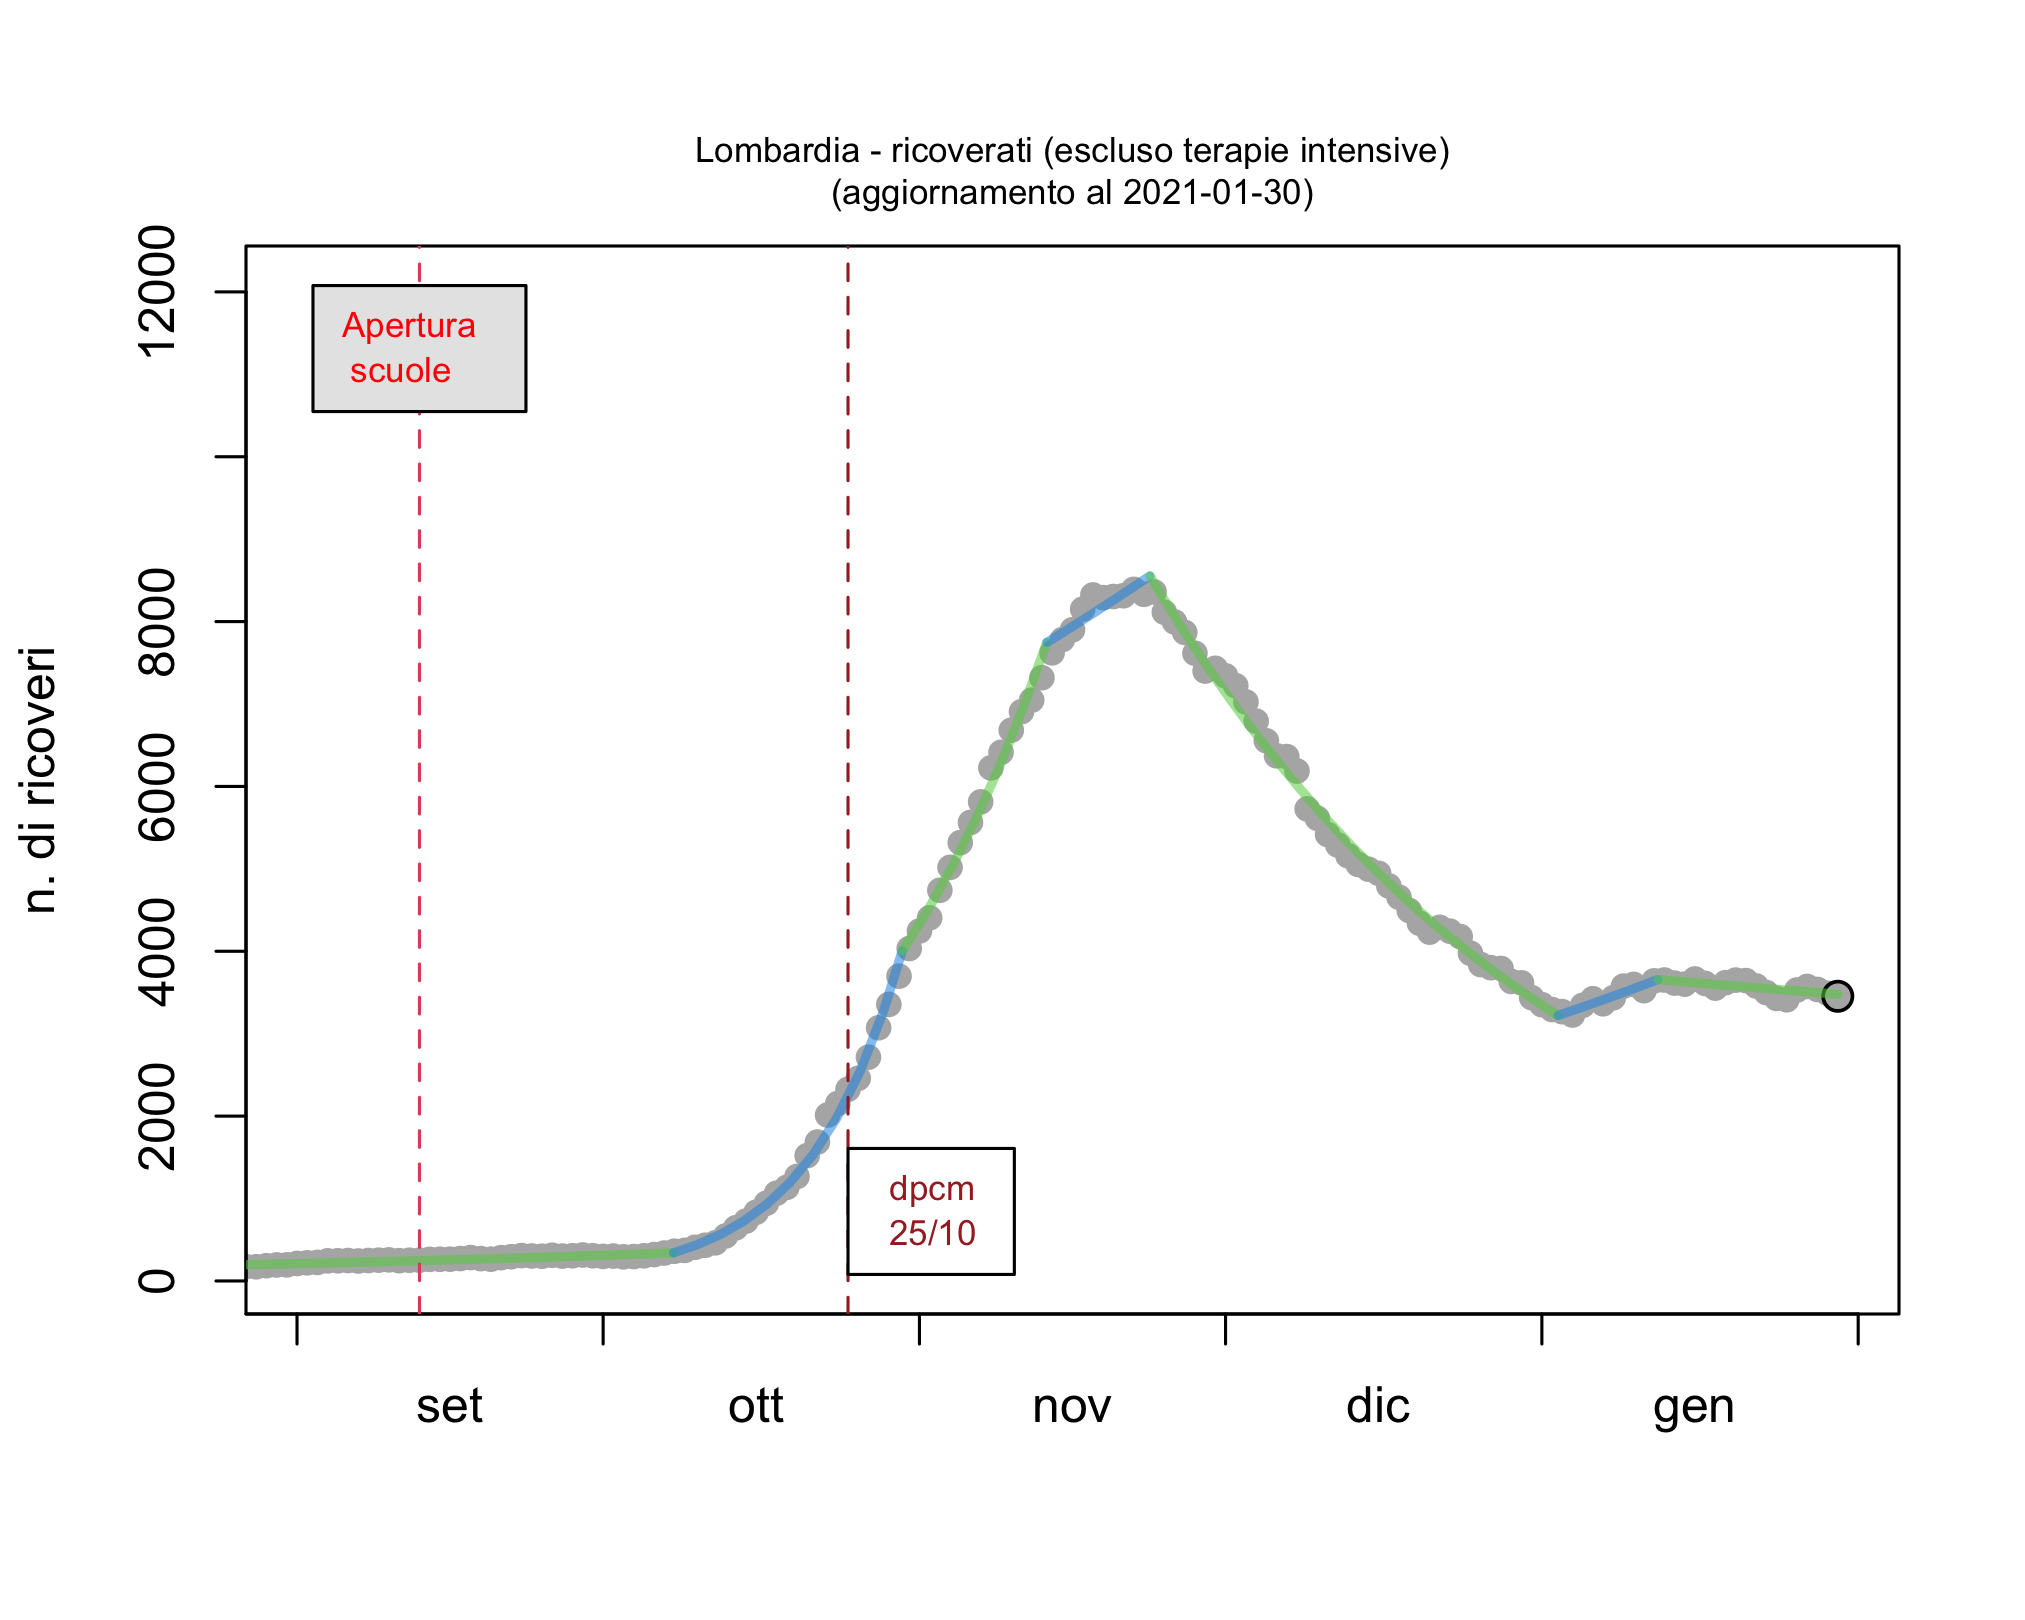 Lombardia - ricoverati (escluso terapie intensive)
(aggiornamento al 2021-01-30)
n. di ricoveri
12000
8000
6000
4000
2000
0
Apertura
scuole
dpcm
25/10
set
ott
nov
dic
gen